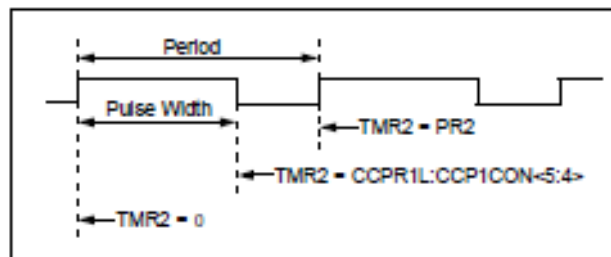 Period
Pulse Width
TMR2 = PR2
TMR2 = CCPR1L:CCP1CON<5:4>
TMR2 = 0